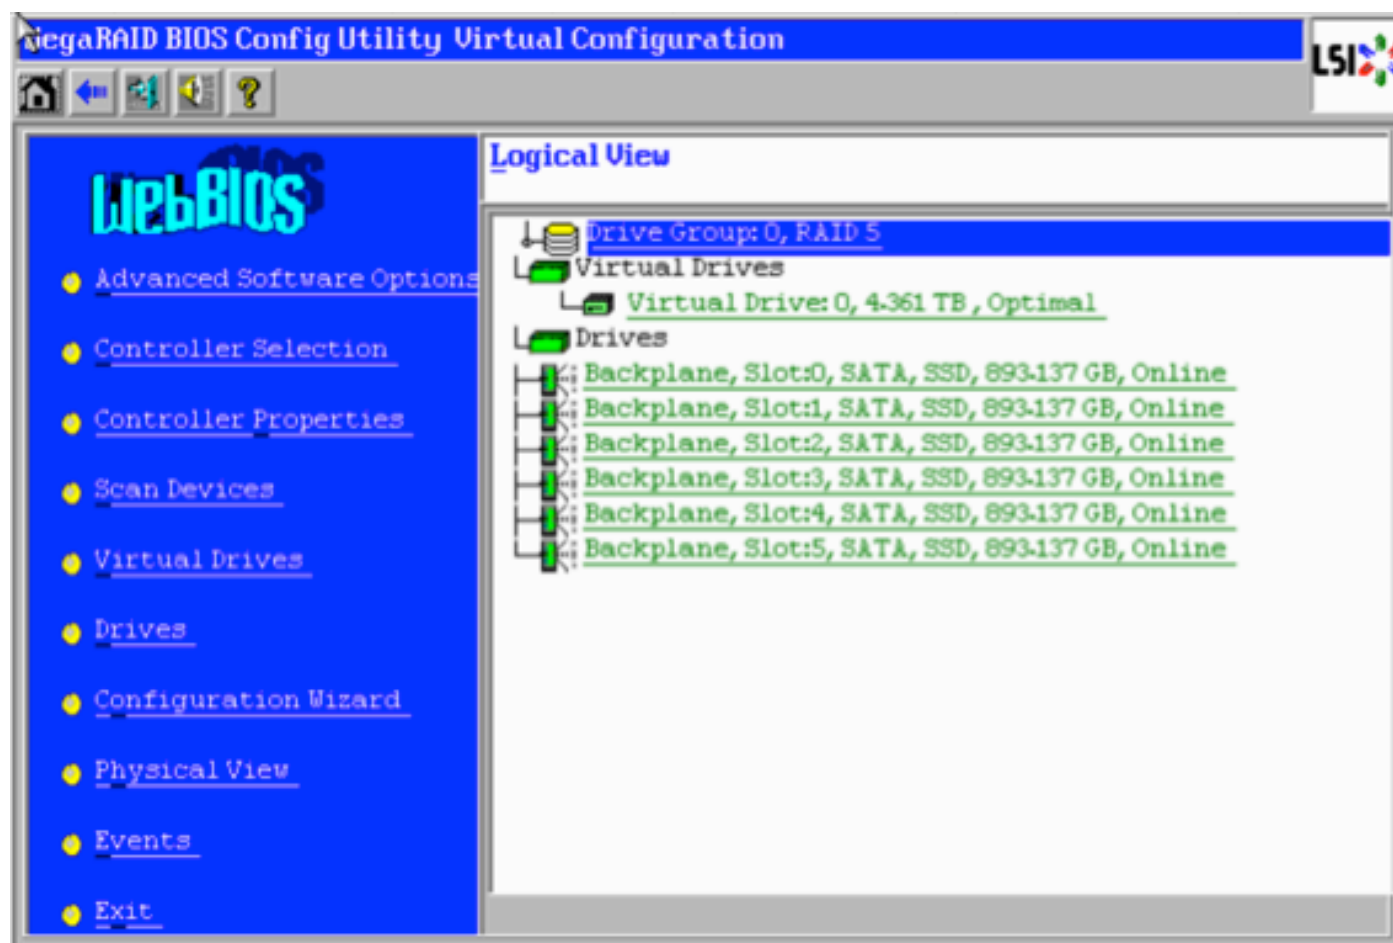 egaRAID BIOS Config Utility Virtual Configuration
LSI
WebBIOS
Advanced Software Options
Controller Selection
Controller Properties
Scan Devices
Virtual Drives
Drives
Configuration Wizard
Physical View
Events
Exit
Logical View
Drive Group: 0, RAID 5
Virtual Drives
Virtual Drive: 0, 4.361 TB, Optimal
Drives
Backplane, Slot:0, SATA, SSD, 893.137 GB, Online
Backplane, Slot:1, SATA, SSD, 893.137 GB, Online
Backplane, Slot:2, SATA, SSD, 893.137 GB, Online
Backplane, Slot:3, SATA, SSD, 893.137 GB, Online
Backplane, Slot:4, SATA, SSD, 893.137 GB, Online
Backplane, Slot:5, SATA, SSD, 893.137 GB, Online